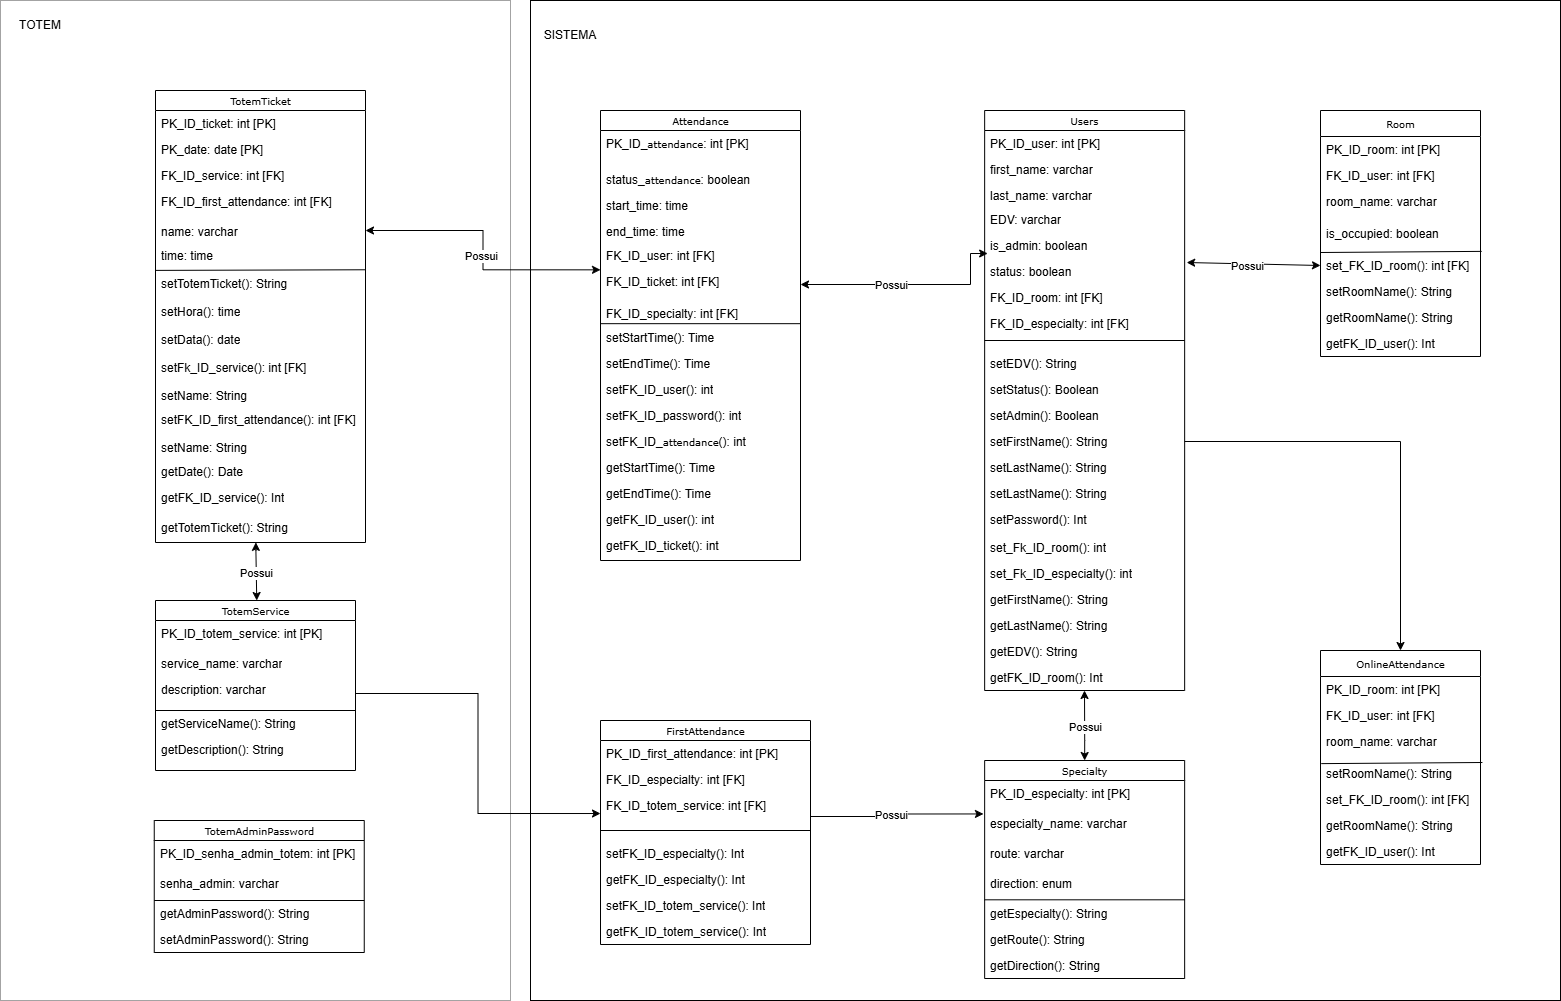 TOTEM
TotemTicket
PK_ID_ticket: int [PK]
PK_date: date [PK]
FK_ID_service: int [FK]
FK_ID_first_attendance: int [FK]
name: varchar
time: time
setTotemTicket(): String
setHora(): time
setData(): date
setFk_ID_service(): int [FK]
setName: String
setFK_ID_first_attendance(): int [FK]
setName: String
getDate(): Date
getFK_ID_service(): Int
getTotemTicket(): String
Possui
TotemService
PK_ID_totem_service: int [PK]
service_name: varchar
description: varchar
getServiceName(): String
getDescription(): String
TotemAdminPassword
PK_ID_senha_admin_totem: int [PK]
senha_admin: varchar
getAdminPassword(): String
setAdminPassword(): String
Possui
SISTEMA
Attendance
PK_ID_attendance: int [PK]
status_attendance: boolean
start_time: time
end_time: time
FK_ID_user: int [FK]
FK_ID_ticket: int [FK]
FK_ID_specialty: int [FK]
setStartTime(): Time
setEndTime(): Time
setFK_ID_user(): int
setFK_ID_password(): int
setFK_ID_attendance(): int
getStartTime(): Time
getEndTime(): Time
getFK_ID_user(): int
getFK_ID_ticket(): int
Possui
FirstAttendance
PK_ID_first_attendance: int [PK]
FK_ID_especialty: int [FK]
FK_ID_totem_service: int [FK]
setFK_ID_especialty(): Int
getFK_ID_especialty(): Int
setFK_ID_totem_service(): Int
getFK_ID_totem_service(): Int
Possui
Users
PK_ID_user: int [PK]
first_name: varchar
last_name: varchar
EDV: varchar
is_admin: boolean
status: boolean
FK_ID_room: int [FK]
FK_ID_especialty: int [FK]
setEDV(): String
setStatus(): Boolean
setAdmin(): Boolean
setFirstName(): String
setLastName(): String
setLastName(): String
setPassword(): Int
set_Fk_ID_room(): int
set_Fk_ID_especialty(): int
getFirstName(): String
getLastName(): String
getEDV(): String
getFK_ID_room(): Int
Possui
Specialty
PK_ID_especialty: int [PK]
especialty_name: varchar
route: varchar
direction: enum
getEspecialty(): String
getRoute(): String
getDirection(): String
Possui
Room
PK_ID_room: int [PK]
FK_ID_user: int [FK]
room_name: varchar
is_occupied: boolean
set_FK_ID_room(): int [FK]
setRoomName(): String
getRoomName(): String
getFK_ID_user(): Int
OnlineAttendance
PK_ID_room: int [PK]
FK_ID_user: int [FK]
room_name: varchar
setRoomName(): String
set_FK_ID_room(): int [FK]
getRoomName(): String
getFK_ID_user(): Int